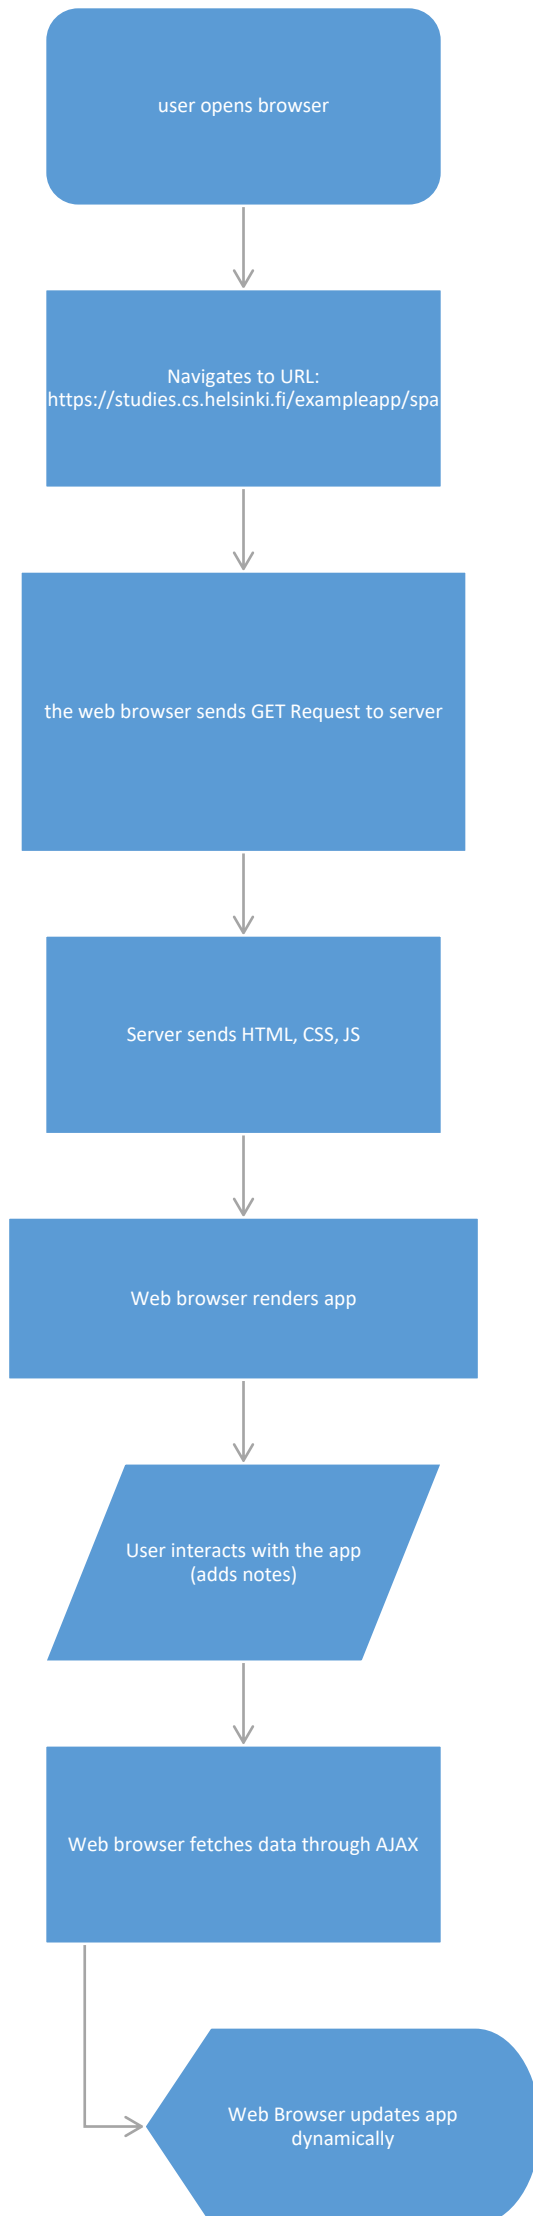 user opens browser
Navigates to URL:
https://studies.cs.helsinki.fi/exampleapp/spa
the web browser sends GET Request to server
Server sends HTML, CSS, JS
Web browser renders app
User interacts with the app
(adds notes)
Web browser fetches data through AJAX
Web Browser updates app
dynamically